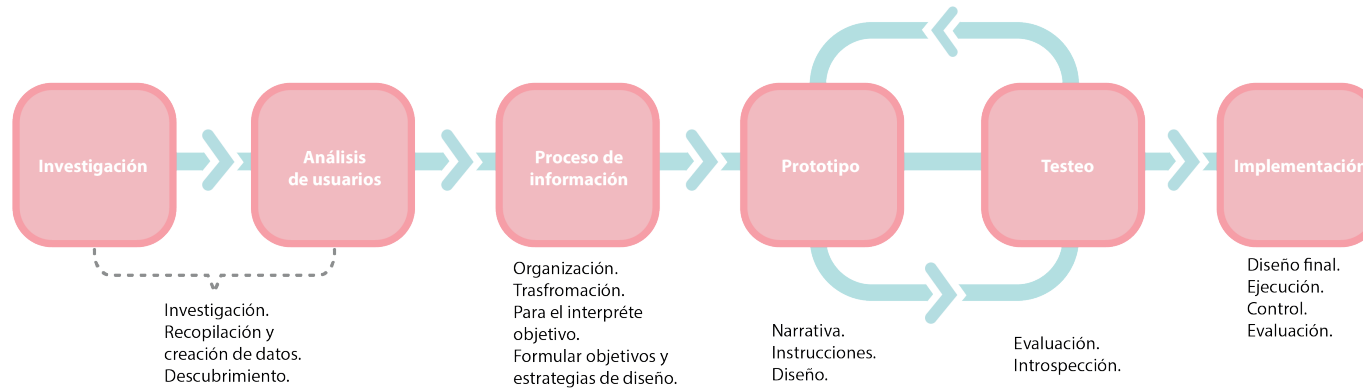 Investigación
Análisis
de usuarios
Proceso de
información
Prototipo
Testeo
Implementación
Investigación.
Recopilación y
creación de datos.
Descubrimiento.
Organización.
Trasfromación.
Para el interpréte
objetivo.
Formular objetivos y
estrategias de diseño.
Narrativa.
Instrucciones.
Diseño.
Evaluación.
Introspección.
Diseño final.
Ejecución.
Control.
Evaluación.